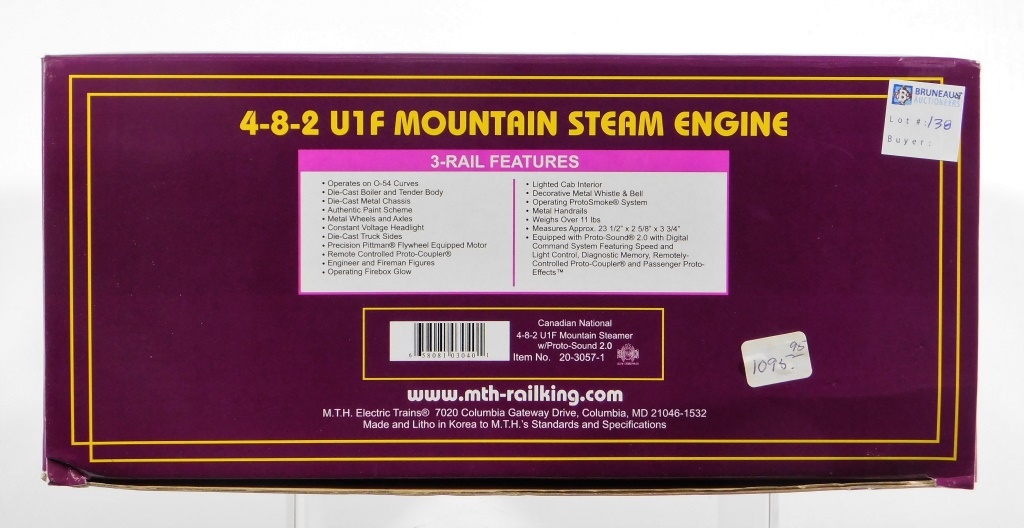 4-8-2 U1F MOUNTAIN STEAM ENGINE
BRUNEAU &
AUCTIONEERS
Lot #: 138
Buyer:
3-RAIL FEATURES
• Operates on O-54 Curves
• Die-Cast Boiler and Tender Body
• Die-Cast Metal Chassis
• Authentic Paint Scheme
• Metal Wheels and Axles
• Constant Voltage Headlight
• Die-Cast Truck Sides
• Precision Pittman® Flywheel Equipped Motor
• Remote Controlled Proto-Coupler®
• Engineer and Fireman Figures
• Operating Firebox Glow
• Lighted Cab Interior
• Decorative Metal Whistle & Bell
• Operating ProtoSmoke® System
• Metal Handrails
• Weighs Over 11 lbs
• Measures Approx. 23 1/2" x 2 5/8" x 3 3/4"
• Equipped with Proto-Sound® 2.0 with Digital
Command System Featuring Speed and
Light Control, Diagnostic Memory, Remotely-
Controlled Proto-Coupler® and Passenger Proto-
Effects™
Canadian National
4-8-2 U1F Mountain Steamer
w/Proto-Sound 2.0
Item No. 20-3057-1
6 58081 03040 1
1095.95
www.mth-railking.com
M.T.H. Electric Trains® 7020 Columbia Gateway Drive, Columbia, MD 21046-1532
Made and Litho in Korea to M.T.H.'s Standards and Specifications